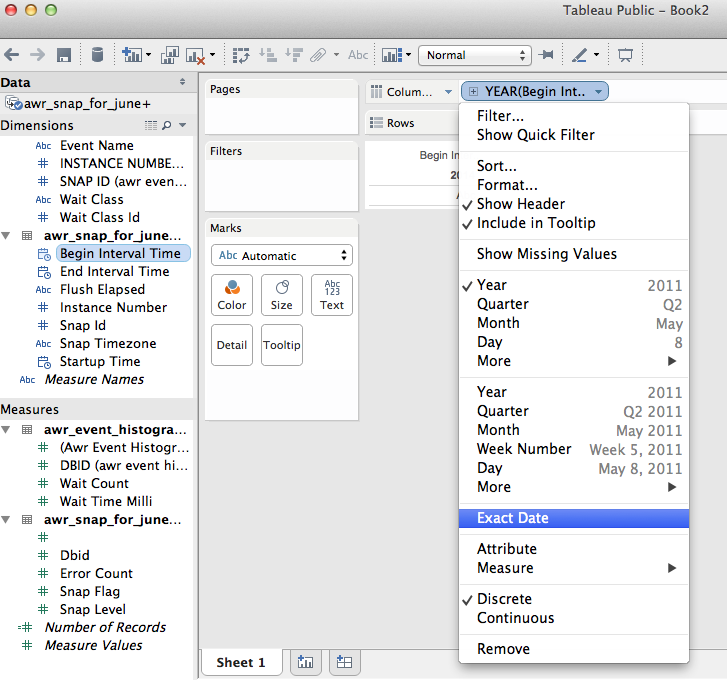 Tableau Public - Book2
Abc
Normal
Data
awr_snap_for_june+
Dimensions
Abc Event Name
INSTANCE NUMBE...
SNAP ID (awr even...
Abc Wait Class
Wait Class Id
awr_snap_for_june...
Begin Interval Time
End Interval Time
Abc Flush Elapsed
Instance Number
Snap Id
Abc Snap Timezone
Startup Time
Abc Measure Names
Measures
awr_event_histogra...
(Awr Event Histogr...
DBID (awr event hi...
Wait Count
Wait Time Milli
awr_snap_for_june...
Dbid
Error Count
Snap Flag
Snap Level
Number of Records
Measure Values
Pages
Filters
Marks
Abc Automatic
Color
Size
Abc
123
Text
Detail
Tooltip
Colum...
YEAR(Begin Int..
Rows
Begin In
20
Filter...
Show Quick Filter
Sort...
Format...
Show Header
Include in Tooltip
Show Missing Values
Year 2011
Quarter Q2
Month May
Day 8
More
Year 2011
Quarter Q2 2011
Month May 2011
Week Number Week 5, 2011
Day May 8, 2011
More
Exact Date
Attribute
Measure
Discrete
Continuous
Remove
Sheet 1